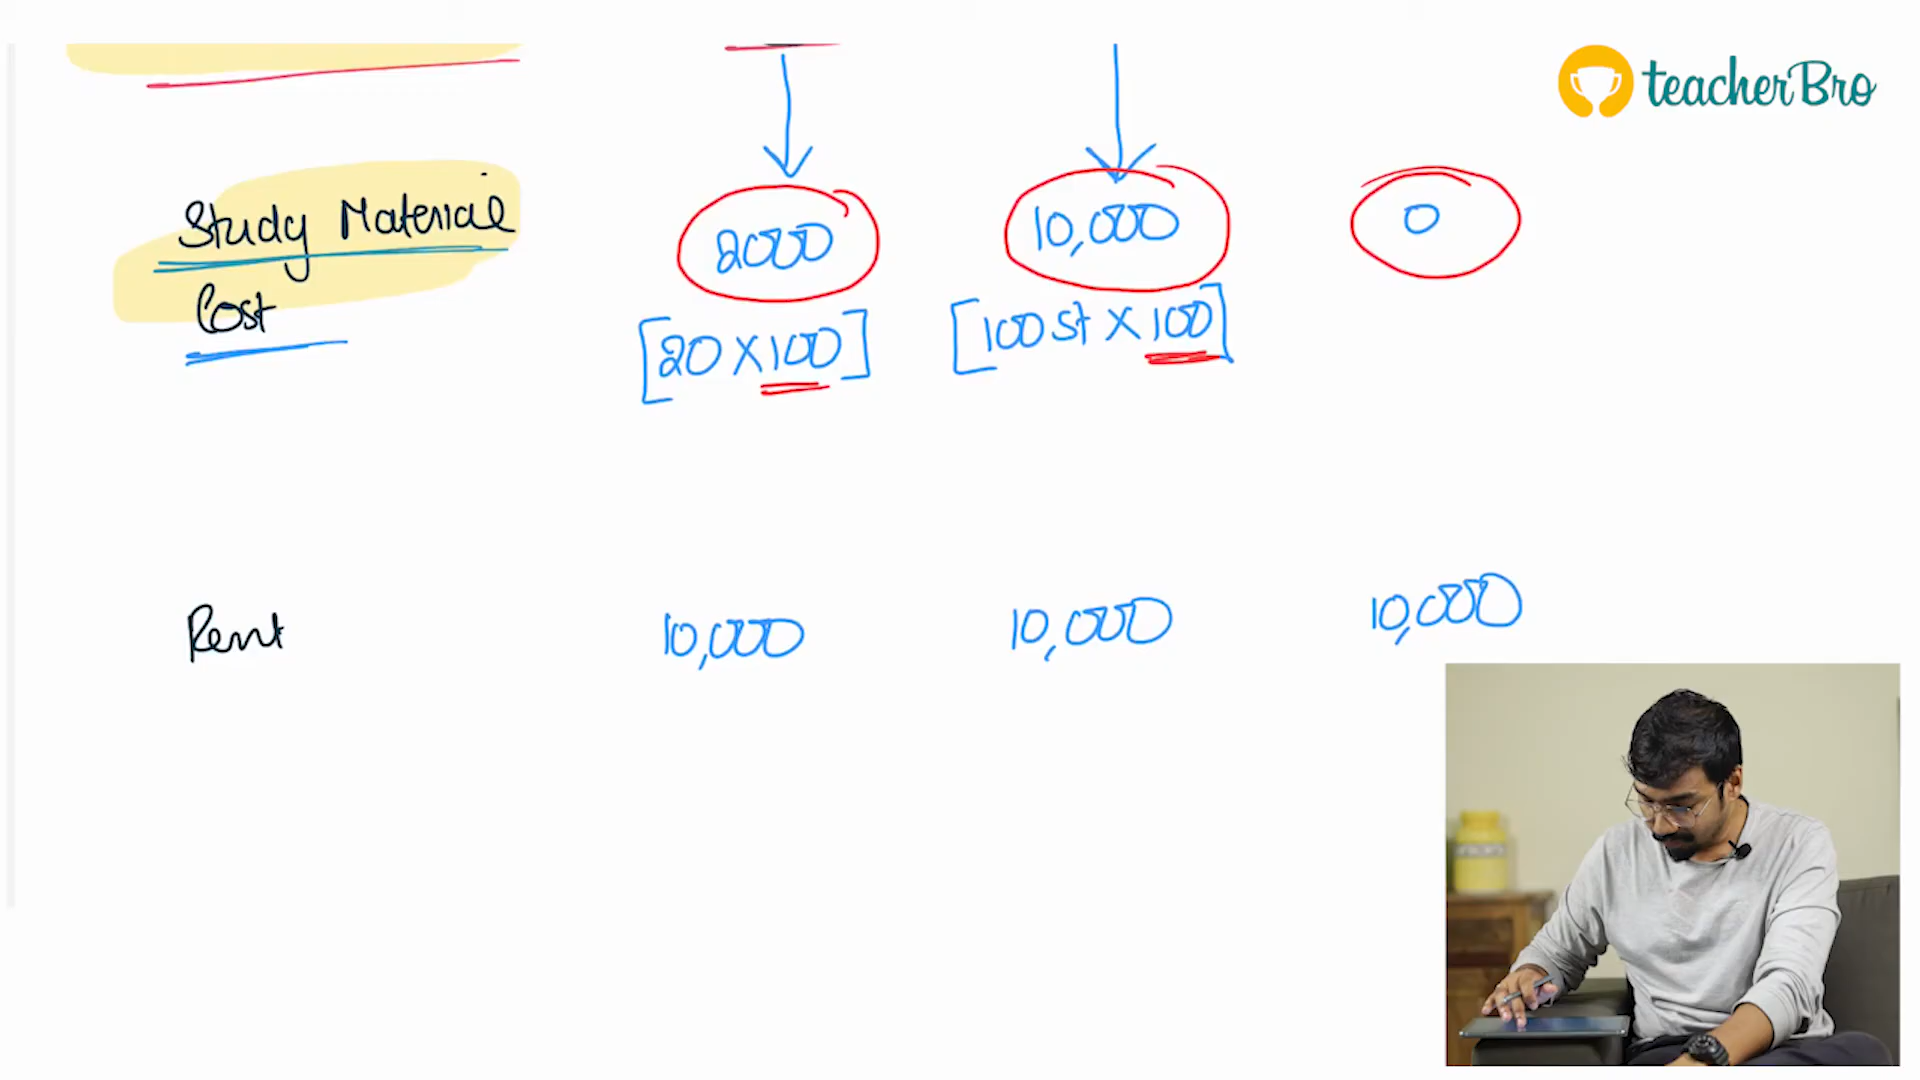 teacherBro
Study Material 2000 10,000 0
Cost [20 X 100] [100 St X 100]
Rent 10,000 10,000 10,000